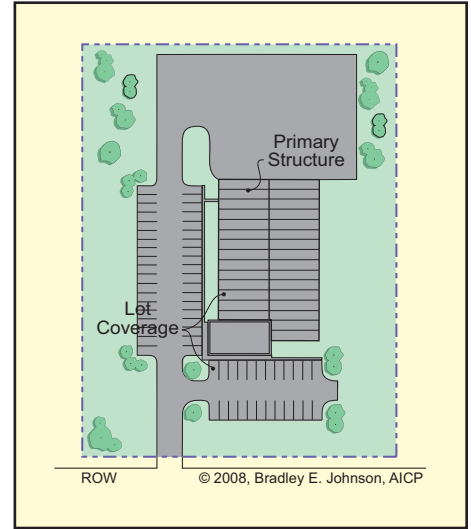 Primary
Structure
Lot
Coverage
ROW
© 2008, Bradley E. Johnson, AICP